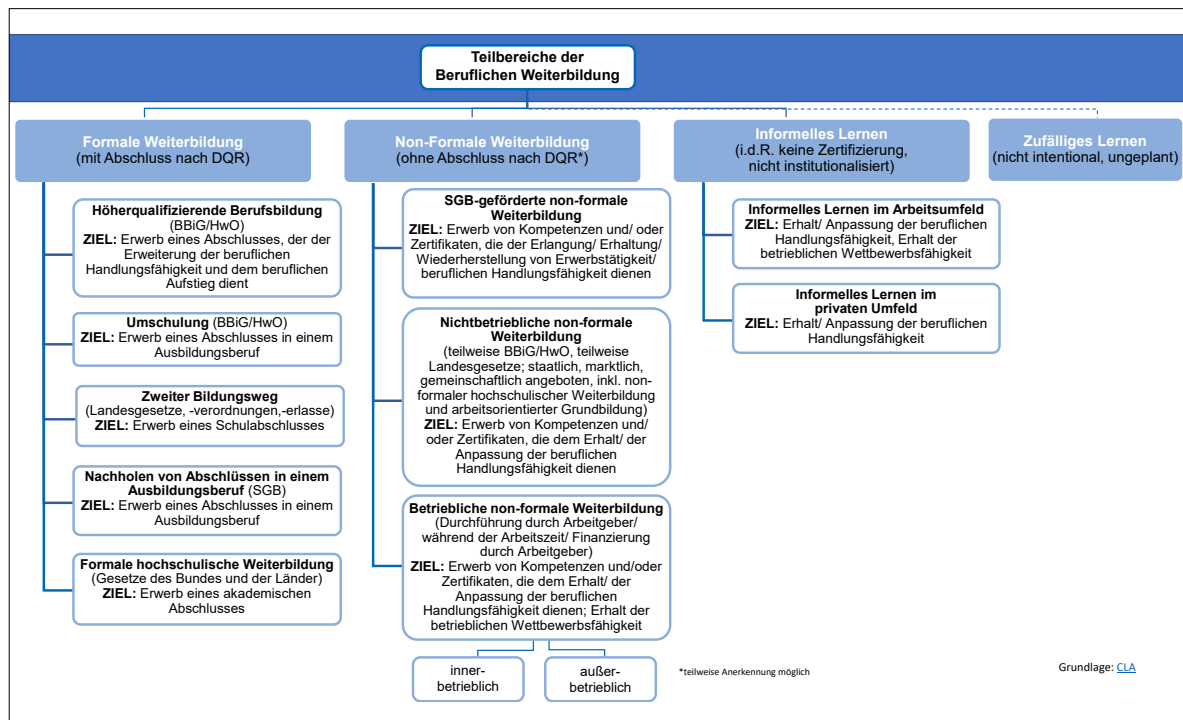 Teilbereiche der
Beruflichen Weiterbildung
Formale Weiterbildung
(mit Abschluss nach DQR)
Höherqualifizierende Berufsbildung
(BBiG/HwO)
ZIEL: Erwerb eines Abschlusses, der der
Erweiterung der beruflichen
Handlungsfähigkeit und dem beruflichen
Aufstieg dient
Umschulung (BBiG/HwO)
ZIEL: Erwerb eines Abschlusses in einem
Ausbildungsberuf
Zweiter Bildungsweg
(Landesgesetze, -verordnungen,-erlasse)
ZIEL: Erwerb eines Schulabschlusses
Nachholen von Abschlüssen in einem
Ausbildungsberuf (SGB)
ZIEL: Erwerb eines Abschlusses in einem
Ausbildungsberuf
Formale hochschulische Weiterbildung
(Gesetze des Bundes und der Länder)
ZIEL: Erwerb eines akademischen
Abschlusses
Non-Formale Weiterbildung
(ohne Abschluss nach DQR*)
SGB-geförderte non-formale
Weiterbildung
ZIEL: Erwerb von Kompetenzen und/ oder
Zertifikaten, die der Erlangung/ Erhaltung/
Wiederherstellung von Erwerbstätigkeit/
beruflichen Handlungsfähigkeit dienen
Nichtbetriebliche non-formale
Weiterbildung
(teilweise BBiG/HwO, teilweise
Landesgesetze; staatlich, marktlich,
gemeinschaftlich angeboten, inkl. non-
formaler hochschulischer Weiterbildung
und arbeitsorientierter Grundbildung)
ZIEL: Erwerb von Kompetenzen und/
oder Zertifikaten, die dem Erhalt/ der
Anpassung der beruflichen
Handlungsfähigkeit dienen
Betriebliche non-formale Weiterbildung
(Durchführung durch Arbeitgeber/
während der Arbeitszeit/ Finanzierung
durch Arbeitgeber)
ZIEL: Erwerb von Kompetenzen und/oder
Zertifikaten, die dem Erhalt/ der
Anpassung der beruflichen
Handlungsfähigkeit dienen; Erhalt der
betrieblichen Wettbewerbsfähigkeit
inner-
betrieblich
außer-
betrieblich
Informelles Lernen
(i.d.R. keine Zertifizierung,
nicht institutionalisiert)
Informelles Lernen im Arbeitsumfeld
ZIEL: Erhalt/ Anpassung der beruflichen
Handlungsfähigkeit, Erhalt der
betrieblichen Wettbewerbsfähigkeit
Informelles Lernen im
privaten Umfeld
ZIEL: Erhalt/ Anpassung der beruflichen
Handlungsfähigkeit
Zufälliges Lernen
(nicht intentional, ungeplant)
*teilweise Anerkennung möglich
Grundlage: CLA